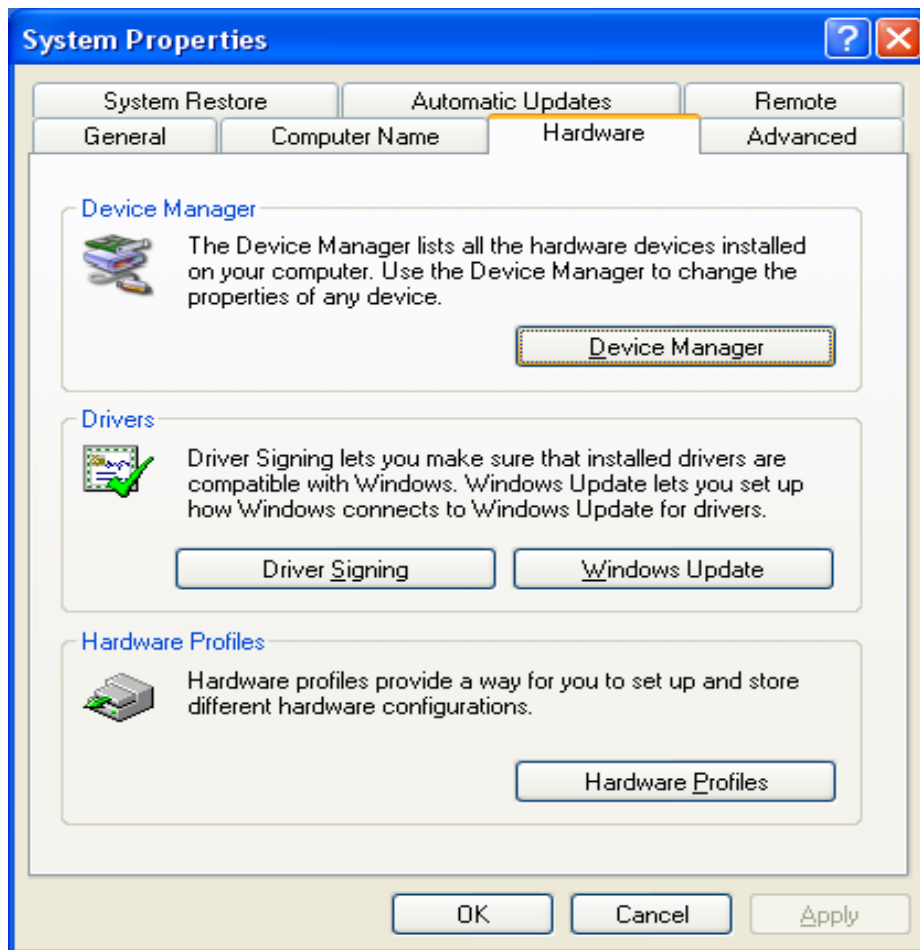 System Properties
System Restore
Automatic Updates
Remote
General
Computer Name
Hardware
Advanced
Device Manager
The Device Manager lists all the hardware devices installed
on your computer. Use the Device Manager to change the
properties of any device.
Device Manager
Drivers
Driver Signing lets you make sure that installed drivers are
compatible with Windows. Windows Update lets you set up
how Windows connects to Windows Update for drivers.
Driver Signing
Windows Update
Hardware Profiles
Hardware profiles provide a way for you to set up and store
different hardware configurations.
Hardware Profiles
OK
Cancel
Apply